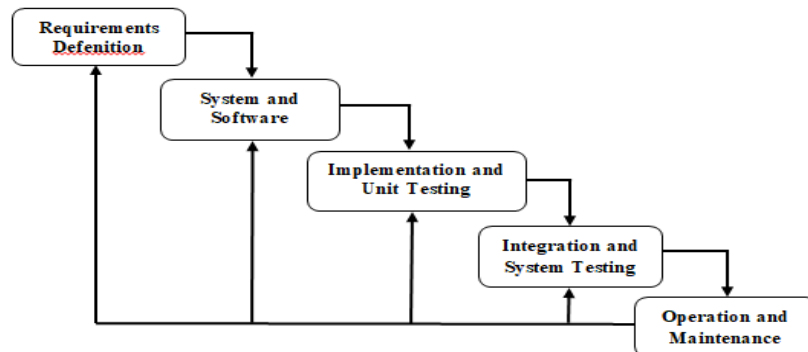 Requirements
Defenition
System and
Software
Implementation and
Unit Testing
Integration and
System Testing
Operation and
Maintenance